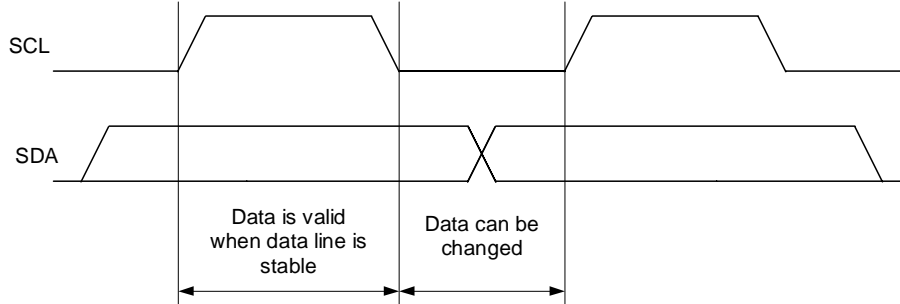 SCL
SDA
Data is valid
when data line is
stable
Data can be
changed